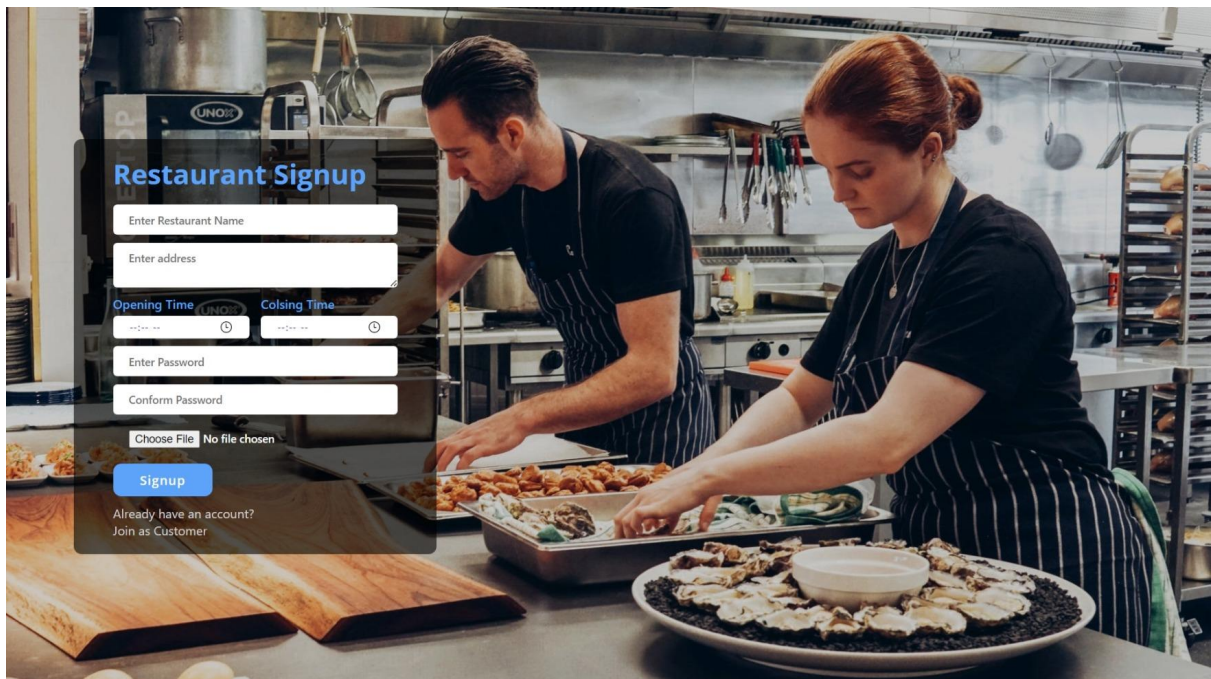 UNOX
Restaurant Signup
Enter Restaurant Name
Enter address
Opening Time Colsing Time
--:-- -- --:-- --
Enter Password
Conform Password
Choose File No file chosen
Signup
Already have an account?
Join as Customer